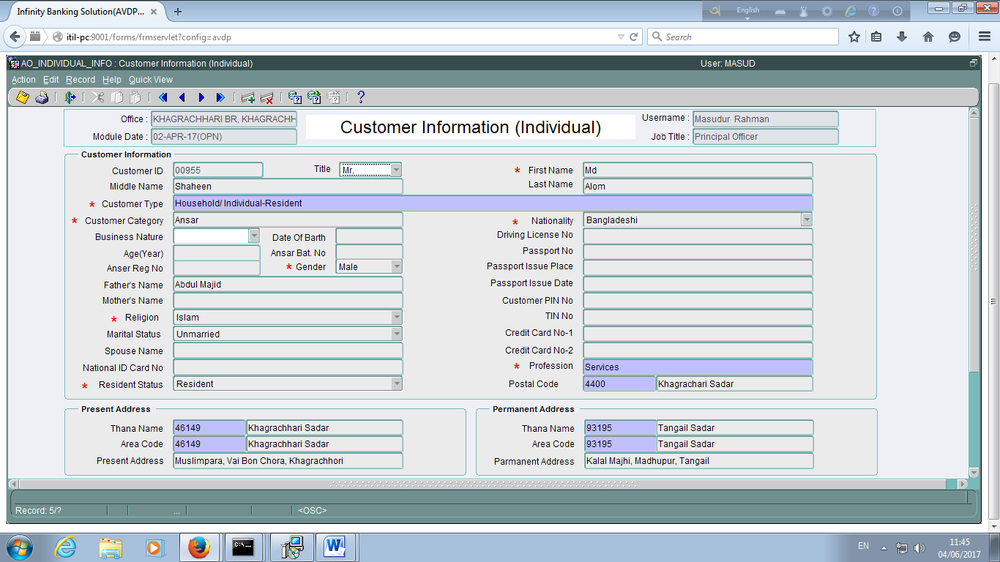 Infinity Banking Solution(AVDP...
English
itil-pc:9001/forms/frmservlet?config=avdp
Search
AO_INDIVIDUAL_INFO : Customer Information (Individual) User: MASUD
Action Edit Record Help Quick View
Office : KHAGRACHHARI BR, KHAGRACHH
Customer Information (Individual)
Username : Masudur Rahman
Module Date : 02-APR-17(OPN)
Job Title : Principal Officer
Customer Information
Customer ID 00955 Title Mr. * First Name Md
Middle Name Shaheen Last Name Alom
* Customer Type Household/ Individual-Resident
* Customer Category Ansar * Nationality Bangladeshi
Business Nature Date Of Barth Driving License No
Age(Year) Ansar Bat. No Passport No
Anser Reg No * Gender Male Passport Issue Place
Father's Name Abdul Majid Passport Issue Date
Mother's Name Customer PIN No
* Religion Islam TIN No
Marital Status Unmarried Credit Card No-1
Spouse Name Credit Card No-2
National ID Card No * Profession Services
* Resident Status Resident Postal Code 4400 Khagrachari Sadar
Present Address
Thana Name 46149 Khagrachhari Sadar
Area Code 46149 Khagrachhari Sadar
Present Address Muslimpara, Vai Bon Chora, Khagrachhori
Permanent Address
Thana Name 93195 Tangail Sadar
Area Code 93195 Tangail Sadar
Parmanent Address Kalal Majhi, Madhupur, Tangail
Record: 5/? ... <OSC>
EN 11:45
04/06/2017